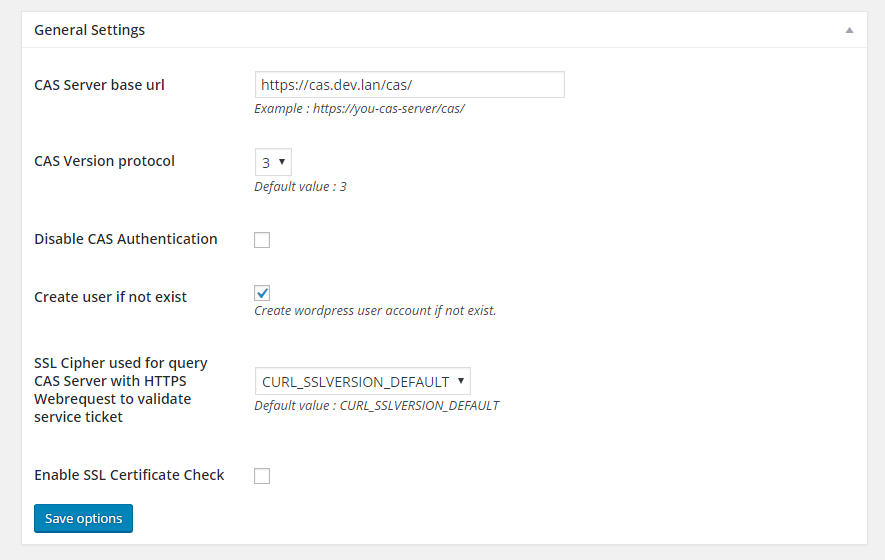 General Settings
CAS Server base url
https://cas.dev.lan/cas/
Example : https://you-cas-server/cas/
CAS Version protocol
3
Default value : 3
Disable CAS Authentication
Create user if not exist
Create wordpress user account if not exist.
SSL Cipher used for query
CAS Server with HTTPS
Webrequest to validate
service ticket
CURL_SSLVERSION_DEFAULT
Default value : CURL_SSLVERSION_DEFAULT
Enable SSL Certificate Check
Save options